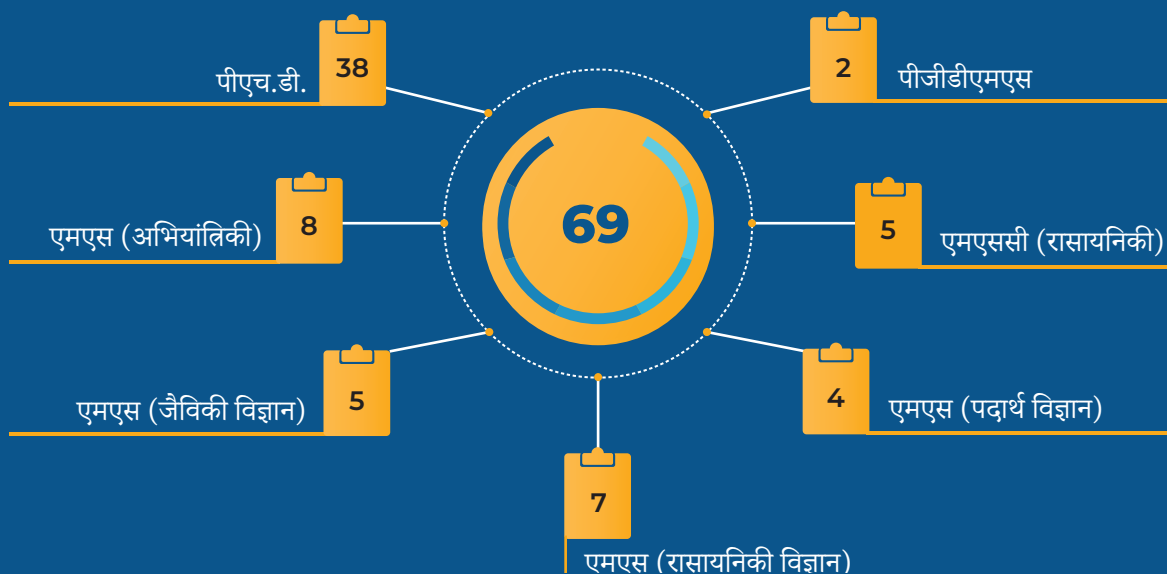 38
पीएच.डी.
2
पीजीडीएमएस
69
8
एमएस (अभियांत्रिकी)
5
एमएससी (रासायनिकी)
5
एमएस (जैविकी विज्ञान)
4
एमएस (पदार्थ विज्ञान)
7
एमएस (रासायनिकी विज्ञान)